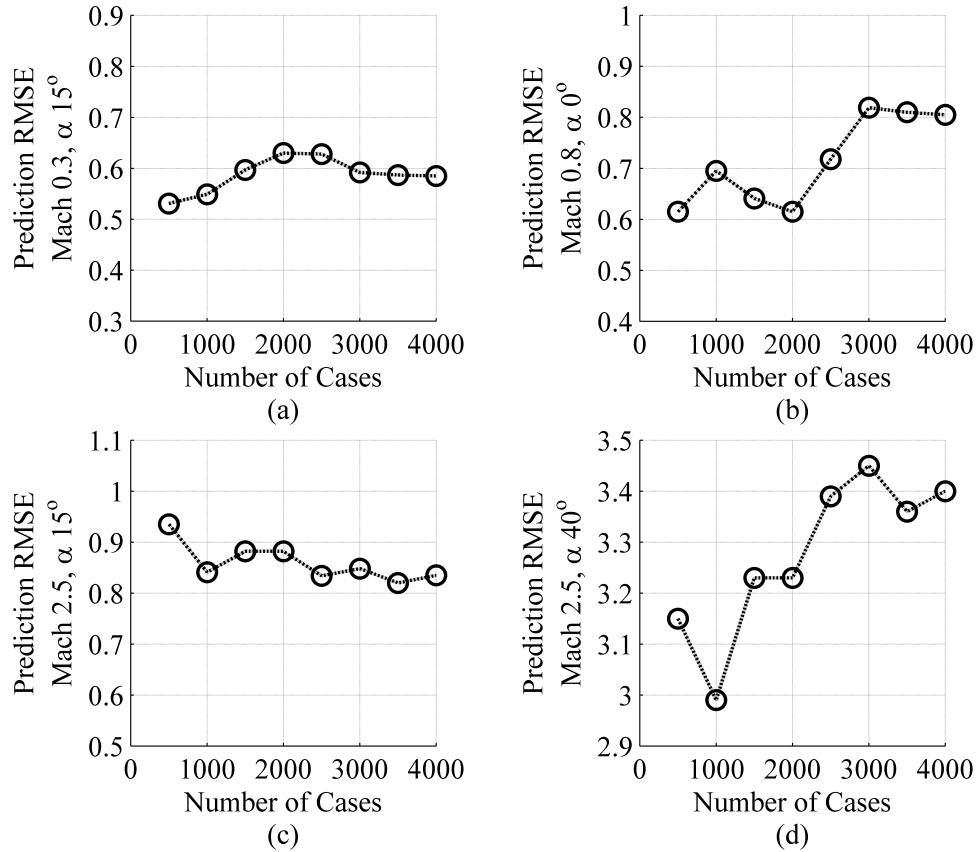 Prediction RMSE
Mach 0.3, α 15°
0.9
0.8
0.7
0.6
0.5
0.4
0.3
0 1000 2000 3000 4000
Number of Cases
(a)
Prediction RMSE
Mach 0.8, α 0°
1
0.9
0.8
0.7
0.6
0.5
0.4
0 1000 2000 3000 4000
Number of Cases
(b)
Prediction RMSE
Mach 2.5, α 15°
1.1
1
0.9
0.8
0.7
0.6
0.5
0 1000 2000 3000 4000
Number of Cases
(c)
Prediction RMSE
Mach 2.5, α 40°
3.5
3.4
3.3
3.2
3.1
3
2.9
0 1000 2000 3000 4000
Number of Cases
(d)